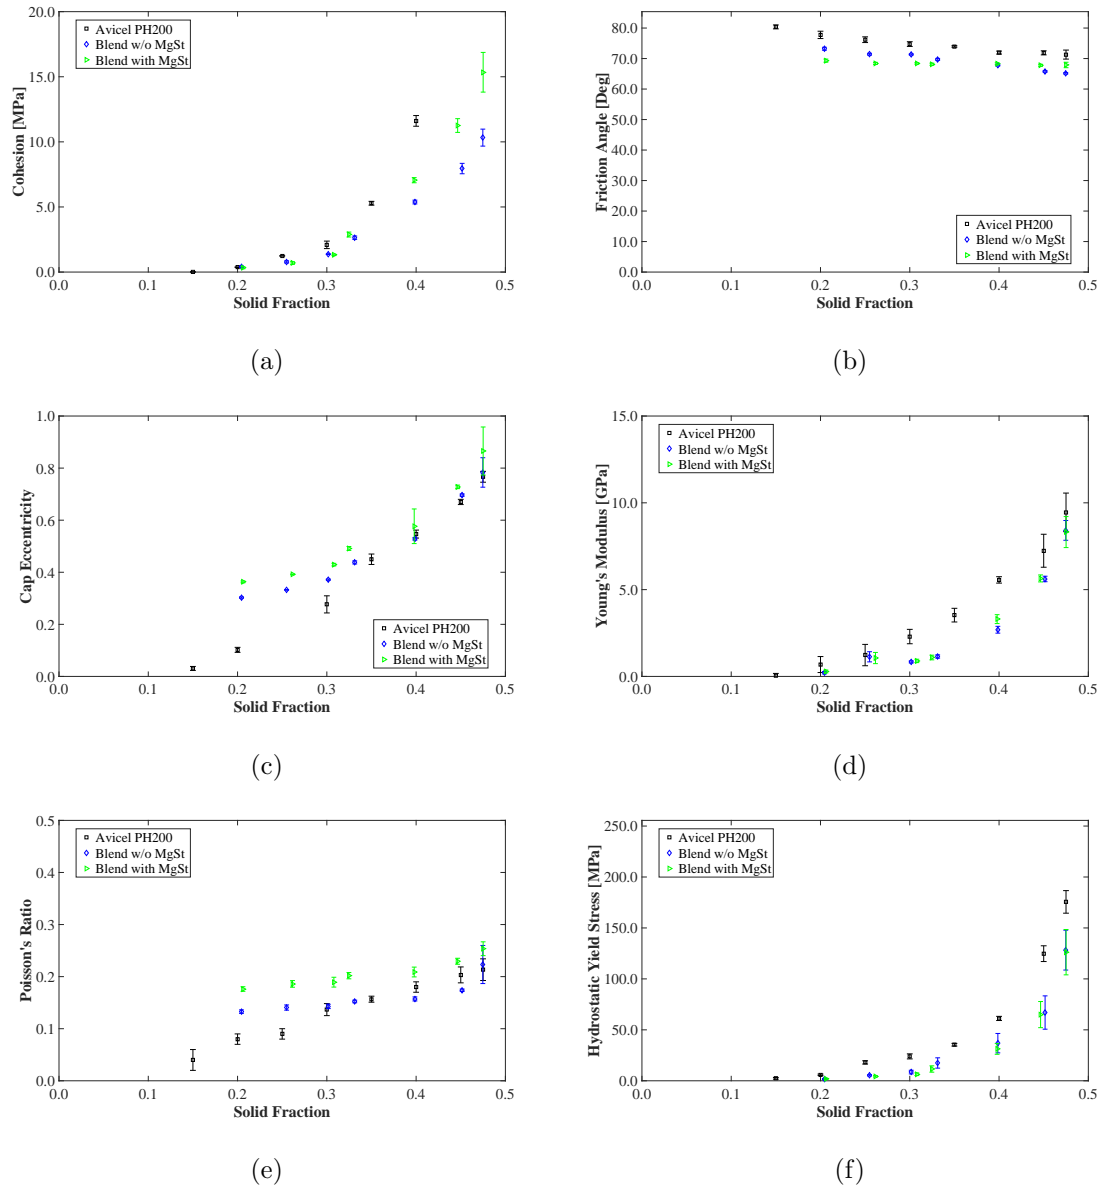 20.0
15.0
10.0
5.0
0.0
Cohesion [MPa]
Avicel PH200
Blend w/o MgSt
Blend with MgSt
0.0 0.1 0.2 0.3 0.4 0.5
Solid Fraction
(a)
80.0
70.0
60.0
50.0
40.0
30.0
20.0
10.0
0.0
Friction Angle [Deg]
Avicel PH200
Blend w/o MgSt
Blend with MgSt
0.0 0.1 0.2 0.3 0.4 0.5
Solid Fraction
(b)
1.0
0.8
0.6
0.4
0.2
0.0
Cap Eccentricity
Avicel PH200
Blend w/o MgSt
Blend with MgSt
0.0 0.1 0.2 0.3 0.4 0.5
Solid Fraction
(c)
15.0
10.0
5.0
0.0
Young's Modulus [GPa]
Avicel PH200
Blend w/o MgSt
Blend with MgSt
0.0 0.1 0.2 0.3 0.4 0.5
Solid Fraction
(d)
0.5
0.4
0.3
0.2
0.1
0.0
Poisson's Ratio
Avicel PH200
Blend w/o MgSt
Blend with MgSt
0.0 0.1 0.2 0.3 0.4 0.5
Solid Fraction
(e)
250.0
200.0
150.0
100.0
50.0
0.0
Hydrostatic Yield Stress [MPa]
Avicel PH200
Blend w/o MgSt
Blend with MgSt
0.0 0.1 0.2 0.3 0.4 0.5
Solid Fraction
(f)